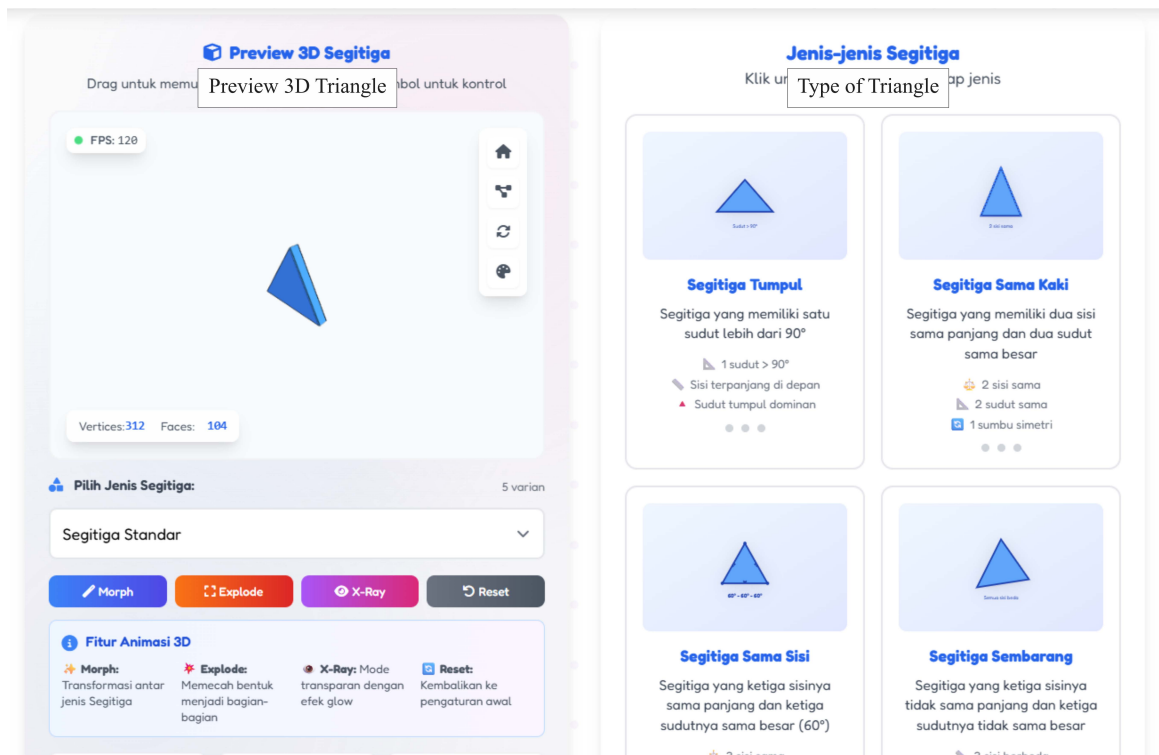 Preview 3D Segitiga
Drag untuk memu
Preview 3D Triangle
bol untuk kontrol
FPS: 120
Vertices:312 Faces: 104
Pilih Jenis Segitiga:
5 varian
Segitiga Standar
Morph
Explode
X-Ray
Reset
Fitur Animasi 3D
Morph:
Transformasi antar
jenis Segitiga
Explode:
Memecah bentuk
menjadi bagian-
bagian
X-Ray: Mode
transparan dengan
efek glow
Reset:
Kembalikan ke
pengaturan awal
Jenis-jenis Segitiga
Klik ur
Type of Triangle
ap jenis
Sudut > 90°
Segitiga Tumpul
Segitiga yang memiliki satu
sudut lebih dari 90°
1 sudut > 90°
Sisi terpanjang di depan
Sudut tumpul dominan
sisi sama
Segitiga Sama Kaki
Segitiga yang memiliki dua sisi
sama panjang dan dua sudut
sama besar
2 sisi sama
2 sudut sama
1 sumbu simetri
60° - 60° - 60°
Segitiga Sama Sisi
Segitiga yang ketiga sisinya
sama panjang dan ketiga
sudutnya sama besar (60°)
Semua sisi beda
Segitiga Sembarang
Segitiga yang ketiga sisinya
tidak sama panjang dan ketiga
sudutnya tidak sama besar